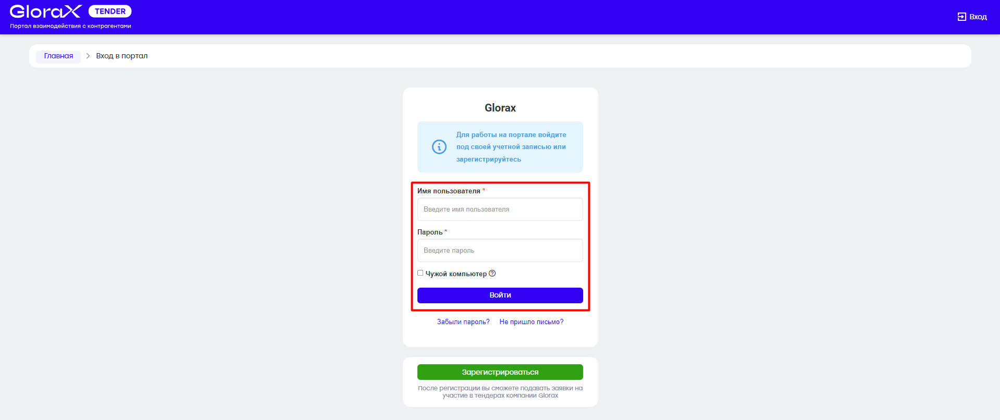 GloraX TENDER
Портал взаимодействия с контрагентами
Вход
Главная > Вход в портал
Glorax
Для работы на портале войдите
под своей учетной записью или
зарегистрируйтесь
Имя пользователя *
Введите имя пользователя
Пароль *
Введите пароль
Чужой компьютер ?
Войти
Забыли пароль? Не пришло письмо?
Зарегистрироваться
После регистрации вы сможете подавать заявки на
участие в тендерах компании Glorax